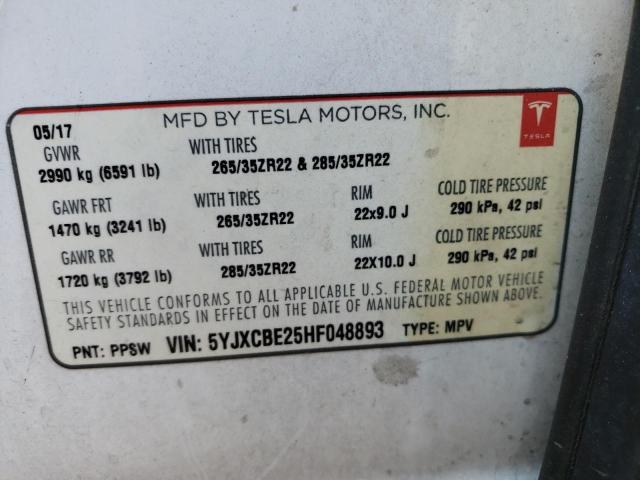 05/17 MFD BY TESLA MOTORS, INC.
TESLA
GVWR WITH TIRES
2990 kg (6591 lb) 265/35ZR22 & 285/35ZR22
GAWR FRT WITH TIRES RIM COLD TIRE PRESSURE
1470 kg (3241 lb) 265/35ZR22 22x9.0 J 290 kPa, 42 psi
GAWR RR WITH TIRES RIM COLD TIRE PRESSURE
1720 kg (3792 lb) 285/35ZR22 22X10.0 J 290 kPa, 42 psi
THIS VEHICLE CONFORMS TO ALL APPLICABLE U.S. FEDERAL MOTOR VEHICLE
SAFETY STANDARDS IN EFFECT ON THE DATE OF MANUFACTURE SHOWN ABOVE.
PNT: PPSW VIN: 5YJXCBE25HF048893 TYPE: MPV